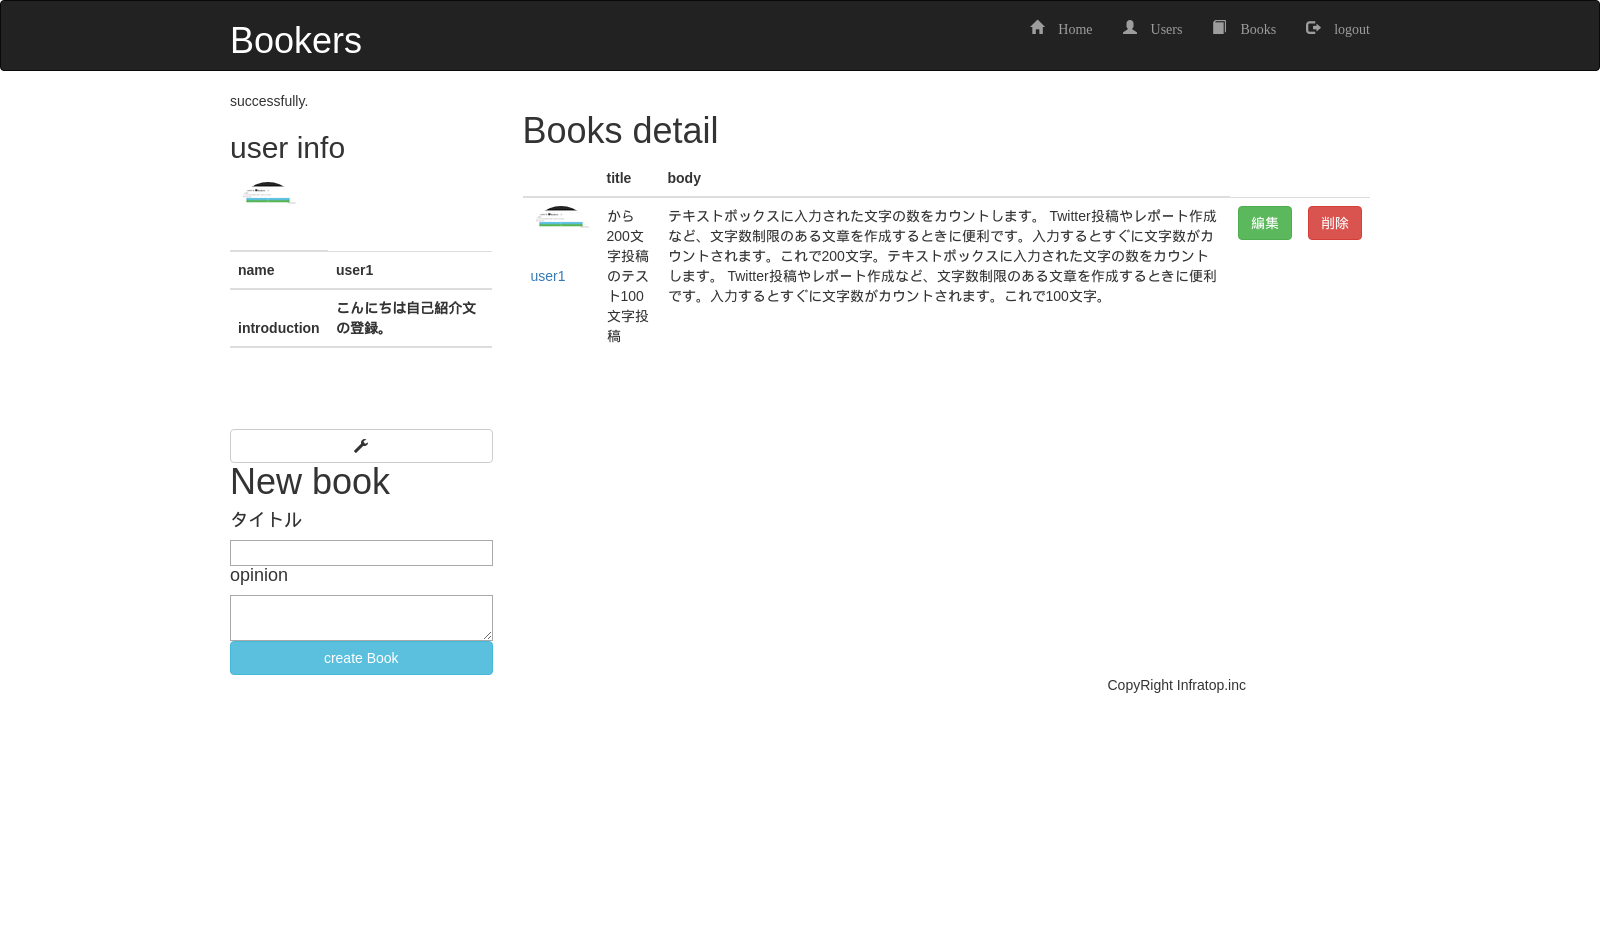 Bookers
Home
Users
Books
logout
successfully.
user info
name
user1
introduction
こんにちは自己紹介文
の登録。
New book
タイトル
opinion
create Book
Books detail
title
body
user1
から
200文
字投稿
のテス
ト100
文字投
稿
テキストボックスに入力された文字の数をカウントします。 Twitter投稿やレポート作成
など、文字数制限のある文章を作成するときに便利です。入力するとすぐに文字数がカ
ウントされます。これで200文字。テキストボックスに入力された文字の数をカウント
します。 Twitter投稿やレポート作成など、文字数制限のある文章を作成するときに便利
です。入力するとすぐに文字数がカウントされます。これで100文字。
編集
削除
CopyRight Infratop.inc